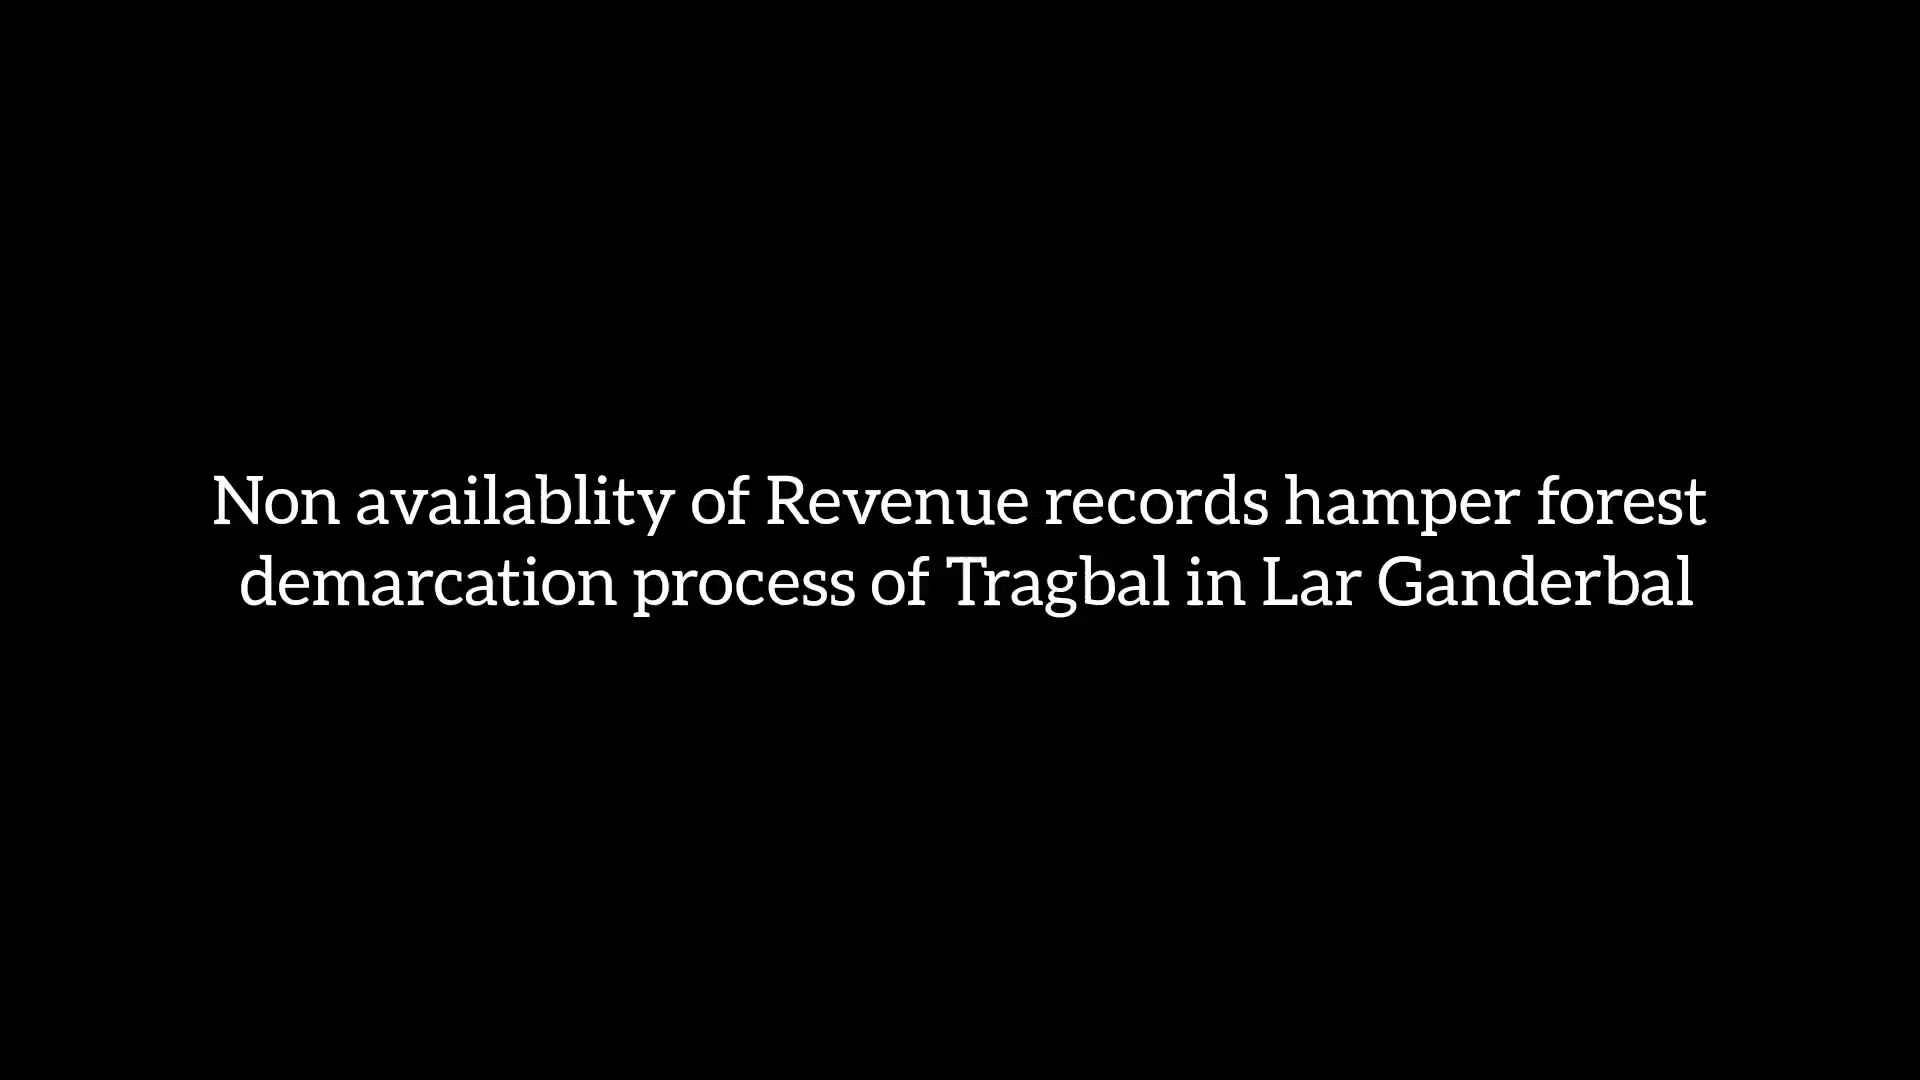 Non availablity of Revenue records hamper forest
demarcation process of Tragbal in Lar Ganderbal